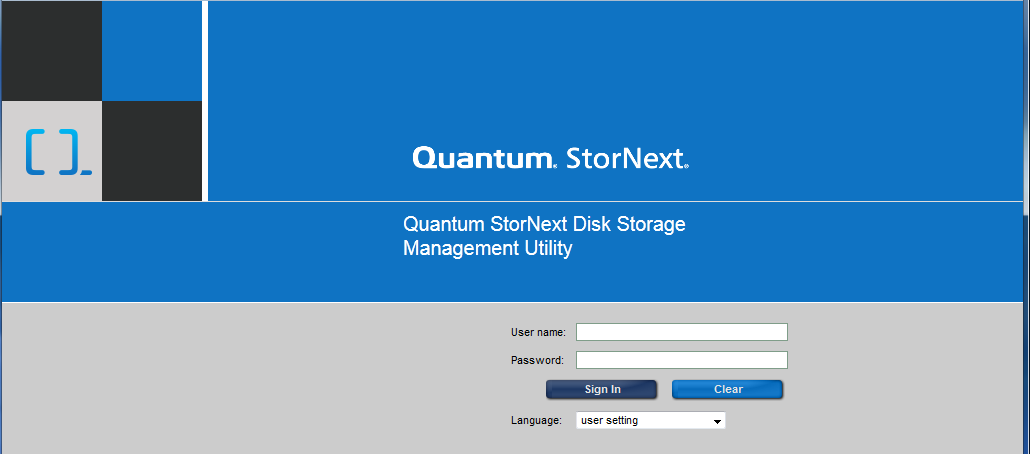 Quantum. StorNext.
Quantum StorNext Disk Storage
Management Utility
User name:
Password:
Sign In Clear
Language: user setting